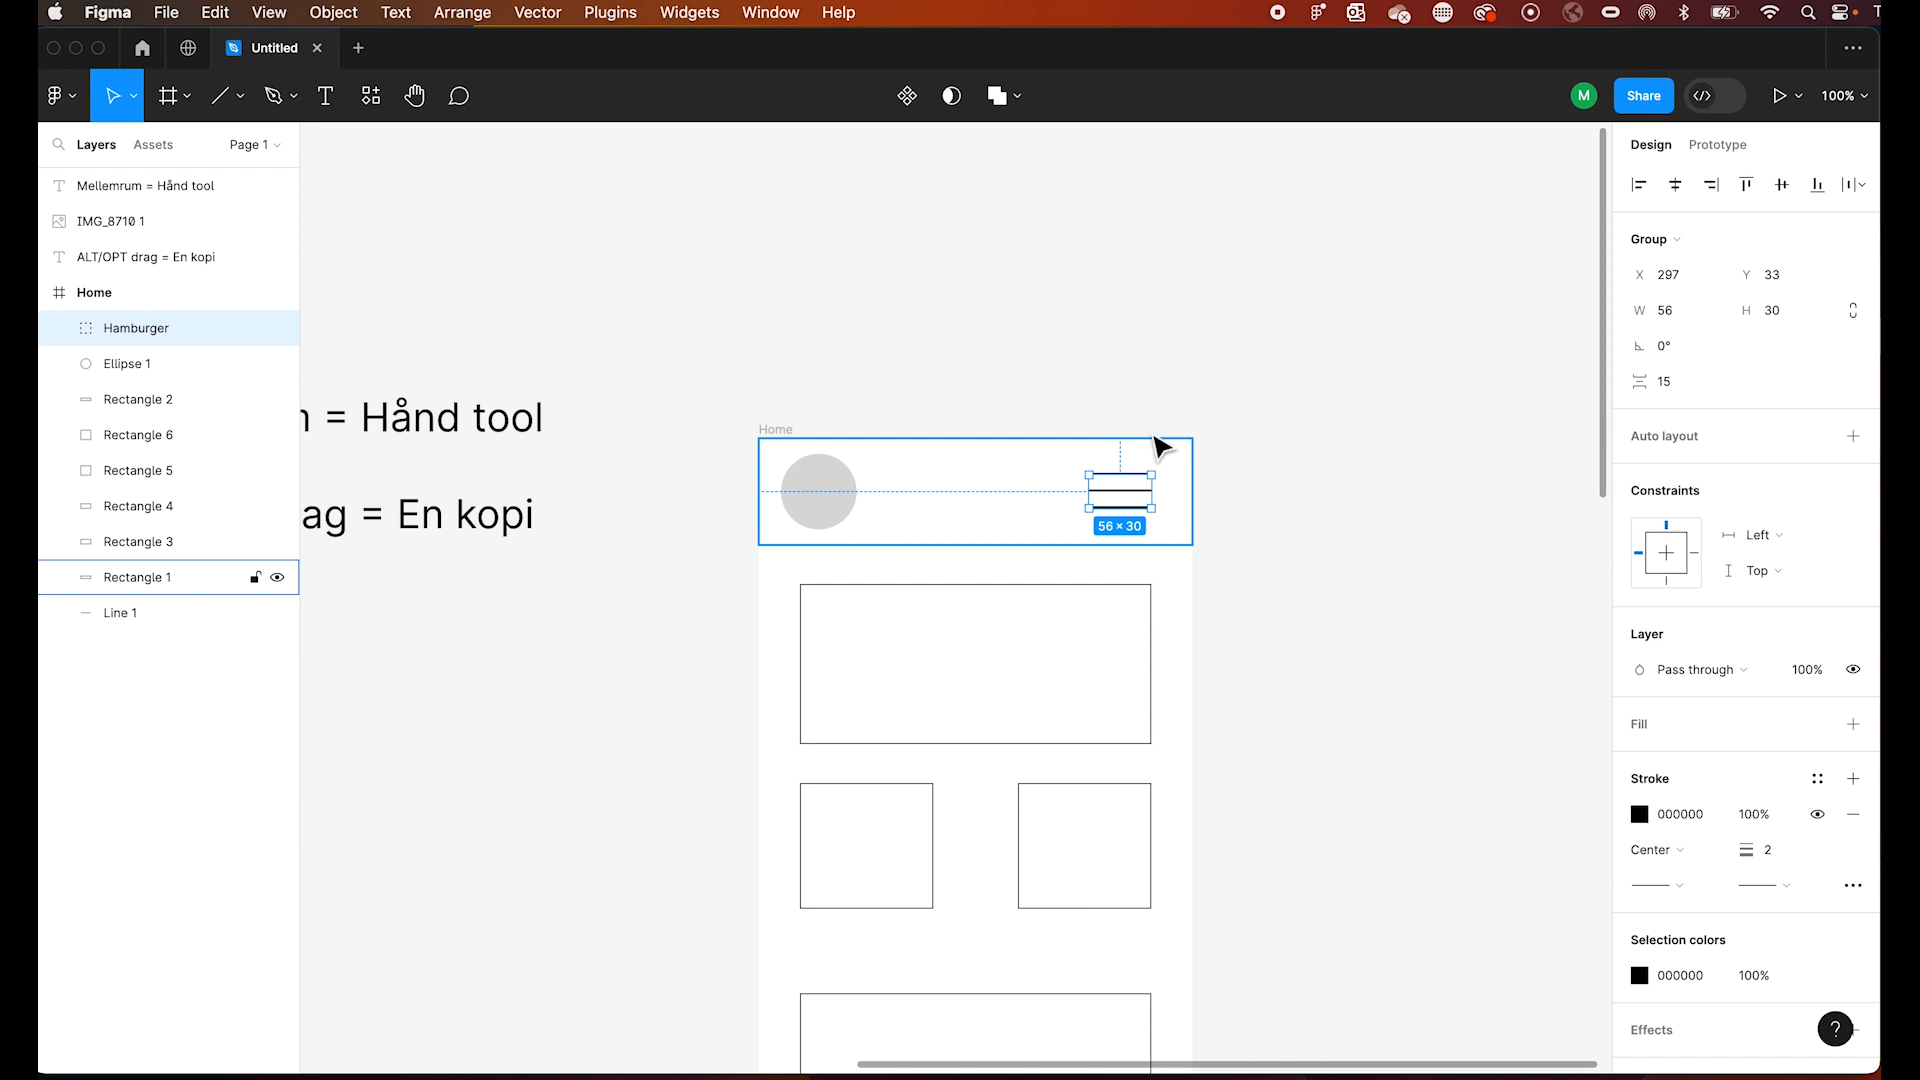 Figma File Edit View Object Text Arrange Vector Plugins Widgets Window Help
Untitled
M Share 100%
Layers Assets Page 1
Mellemrum = Hånd tool
IMG_8710 1
ALT/OPT drag = En kopi
Home
Hamburger
Ellipse 1
Rectangle 2
Rectangle 6
Rectangle 5
Rectangle 4
Rectangle 3
Rectangle 1
Line 1
= Hånd tool
ag = En kopi
Home
56 × 30
Design Prototype
Group
X 297 Y 33
W 56 H 30
0°
15
Auto layout
Constraints
Left
Top
Layer
Pass through 100%
Fill
Stroke
000000 100%
Center 2
Selection colors
000000 100%
Effects
?